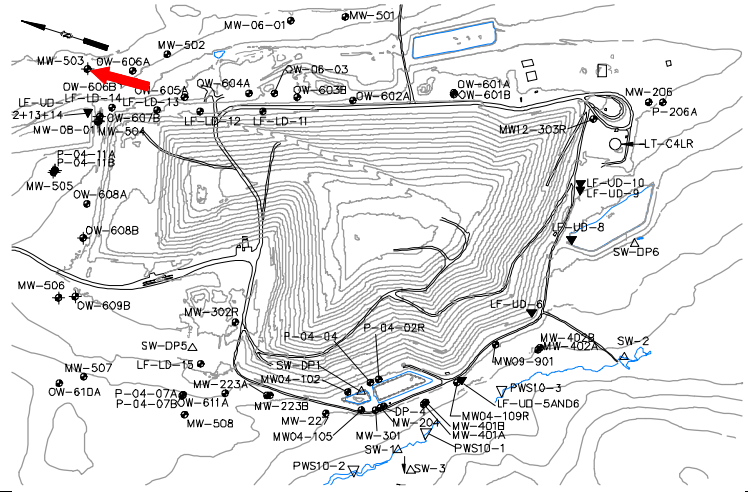 MW-501
MW-06-01
MW-502
MW-503
OW-606A
OW-06-03
OW-604A
OW-606B
OW-605A
OW-603B
OW-602A
OW-601A
OW-601B
MW-206
P-206A
LF-UD-
LF-LD-14
LF-LD-13
2+13+14
OW-607B
LF-LD-12
LF-LD-11
MW-08-01
MW-504
MW12-303R
LT-C4LR
P-04-11A
P-04-11B
MW-505
LF-UD-10
LF-UD-9
OW-608A
OW-608B
LF-UD-8
SW-DP6
MW-506
OW-609B
MW-302R
LF-UD-6
P-04-04
P-04-02R
SW-DP5
MW-402B
MW-402A
SW-2
LF-LD-15
SW-DP1
MW09-901
MW-507
MW04-102
OW-610A
P-04-07A
P-04-07B
MW-223A
OW-611A
MW-223B
PWS10-3
LF-UD-5AND6
MW-508
MW-227
DP-4
MW-204
MW04-109R
MW04-105
MW-301
MW-401B
MW-401A
SW-1
PWS10-1
PWS10-2
SW-3